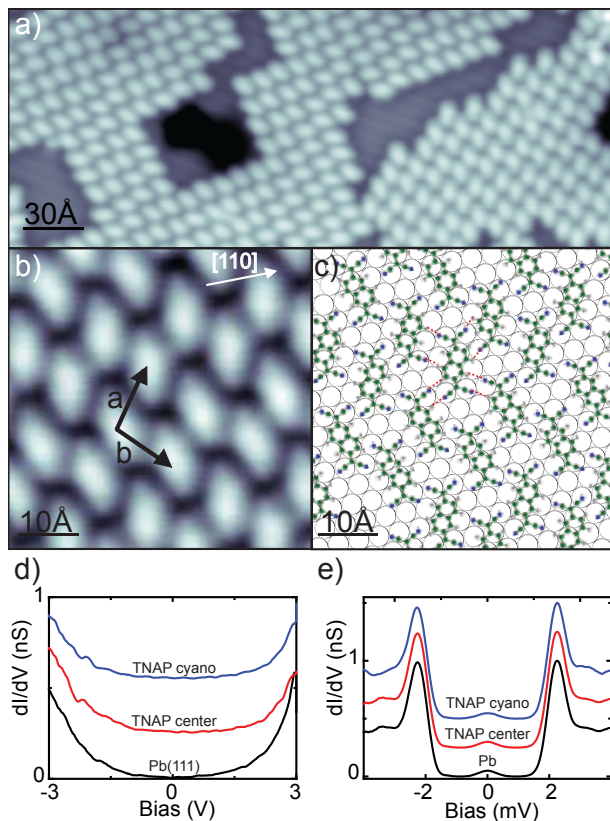 a)
30Å
b)
[110]
a
b
10Å
c)
10Å
d)
1
dI/dV (nS)
TNAP cyano
TNAP center
Pb(111)
0
-3
0
3
Bias (V)
e)
dI/dV (nS)
1
TNAP cyano
TNAP center
Pb
0
-2
0
2
Bias (mV)